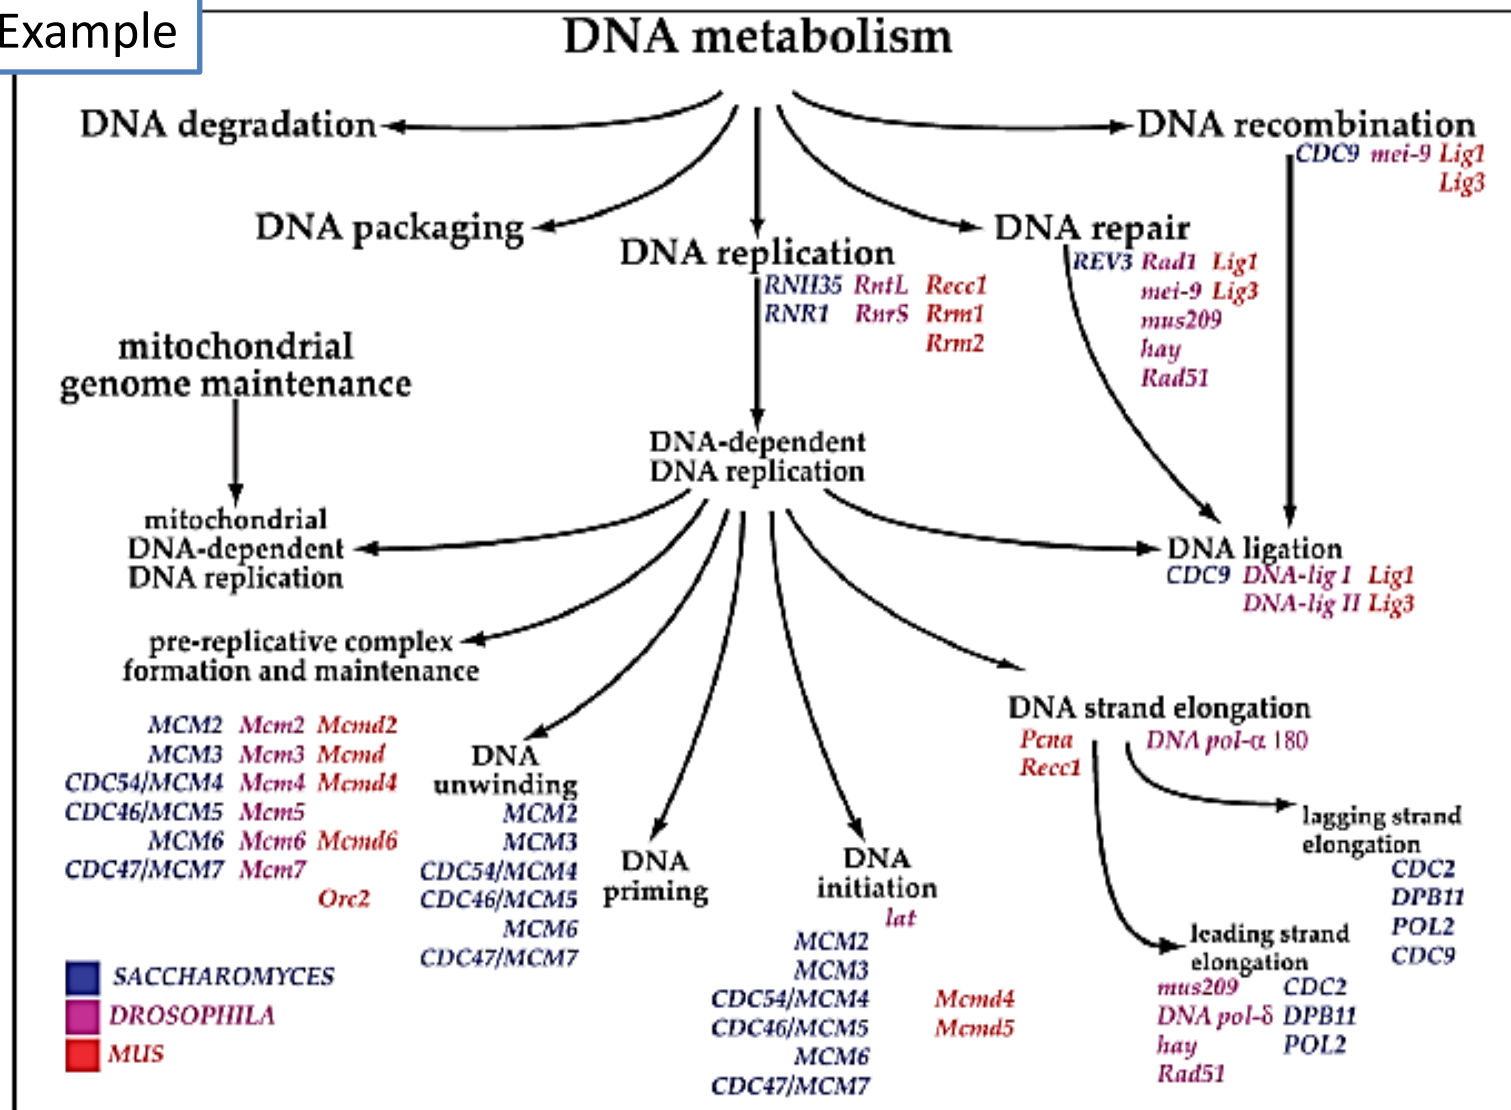 Example
DNA metabolism
DNA degradation
DNA recombination
CDC9 mei-9 Lig1
Lig3
DNA packaging
DNA replication
RNH35 RntL Recc1
RNR1 RnrS Rrm1
Rrm2
DNA repair
REV3 Rad1 Lig1
mei-9 Lig3
mus209
hay
Rad51
mitochondrial
genome maintenance
DNA-dependent
DNA replication
mitochondrial
DNA-dependent
DNA replication
DNA ligation
CDC9 DNA-lig I Lig1
DNA-lig II Lig3
pre-replicative complex
formation and maintenance
MCM2 Mcm2 Mcmd2
MCM3 Mcm3 Mcmd
CDC54/MCM4 Mcm4 Mcmd4
CDC46/MCM5 Mcm5
MCM6 Mcm6 Mcmd6
CDC47/MCM7 Mcm7
Orc2
DNA
unwinding
MCM2
MCM3
CDC54/MCM4
CDC46/MCM5
MCM6
CDC47/MCM7
DNA
priming
DNA
initiation
lat
MCM2
MCM3
CDC54/MCM4 Mcmd4
CDC46/MCM5 Mcmd5
MCM6
CDC47/MCM7
DNA strand elongation
Pcna DNA pol-α 180
Recc1
lagging strand
elongation
CDC2
DPB11
POL2
CDC9
leading strand
elongation
mus209 CDC2
DNA pol-δ DPB11
hay POL2
Rad51
SACCHAROMYCES
DROSOPHILA
MUS